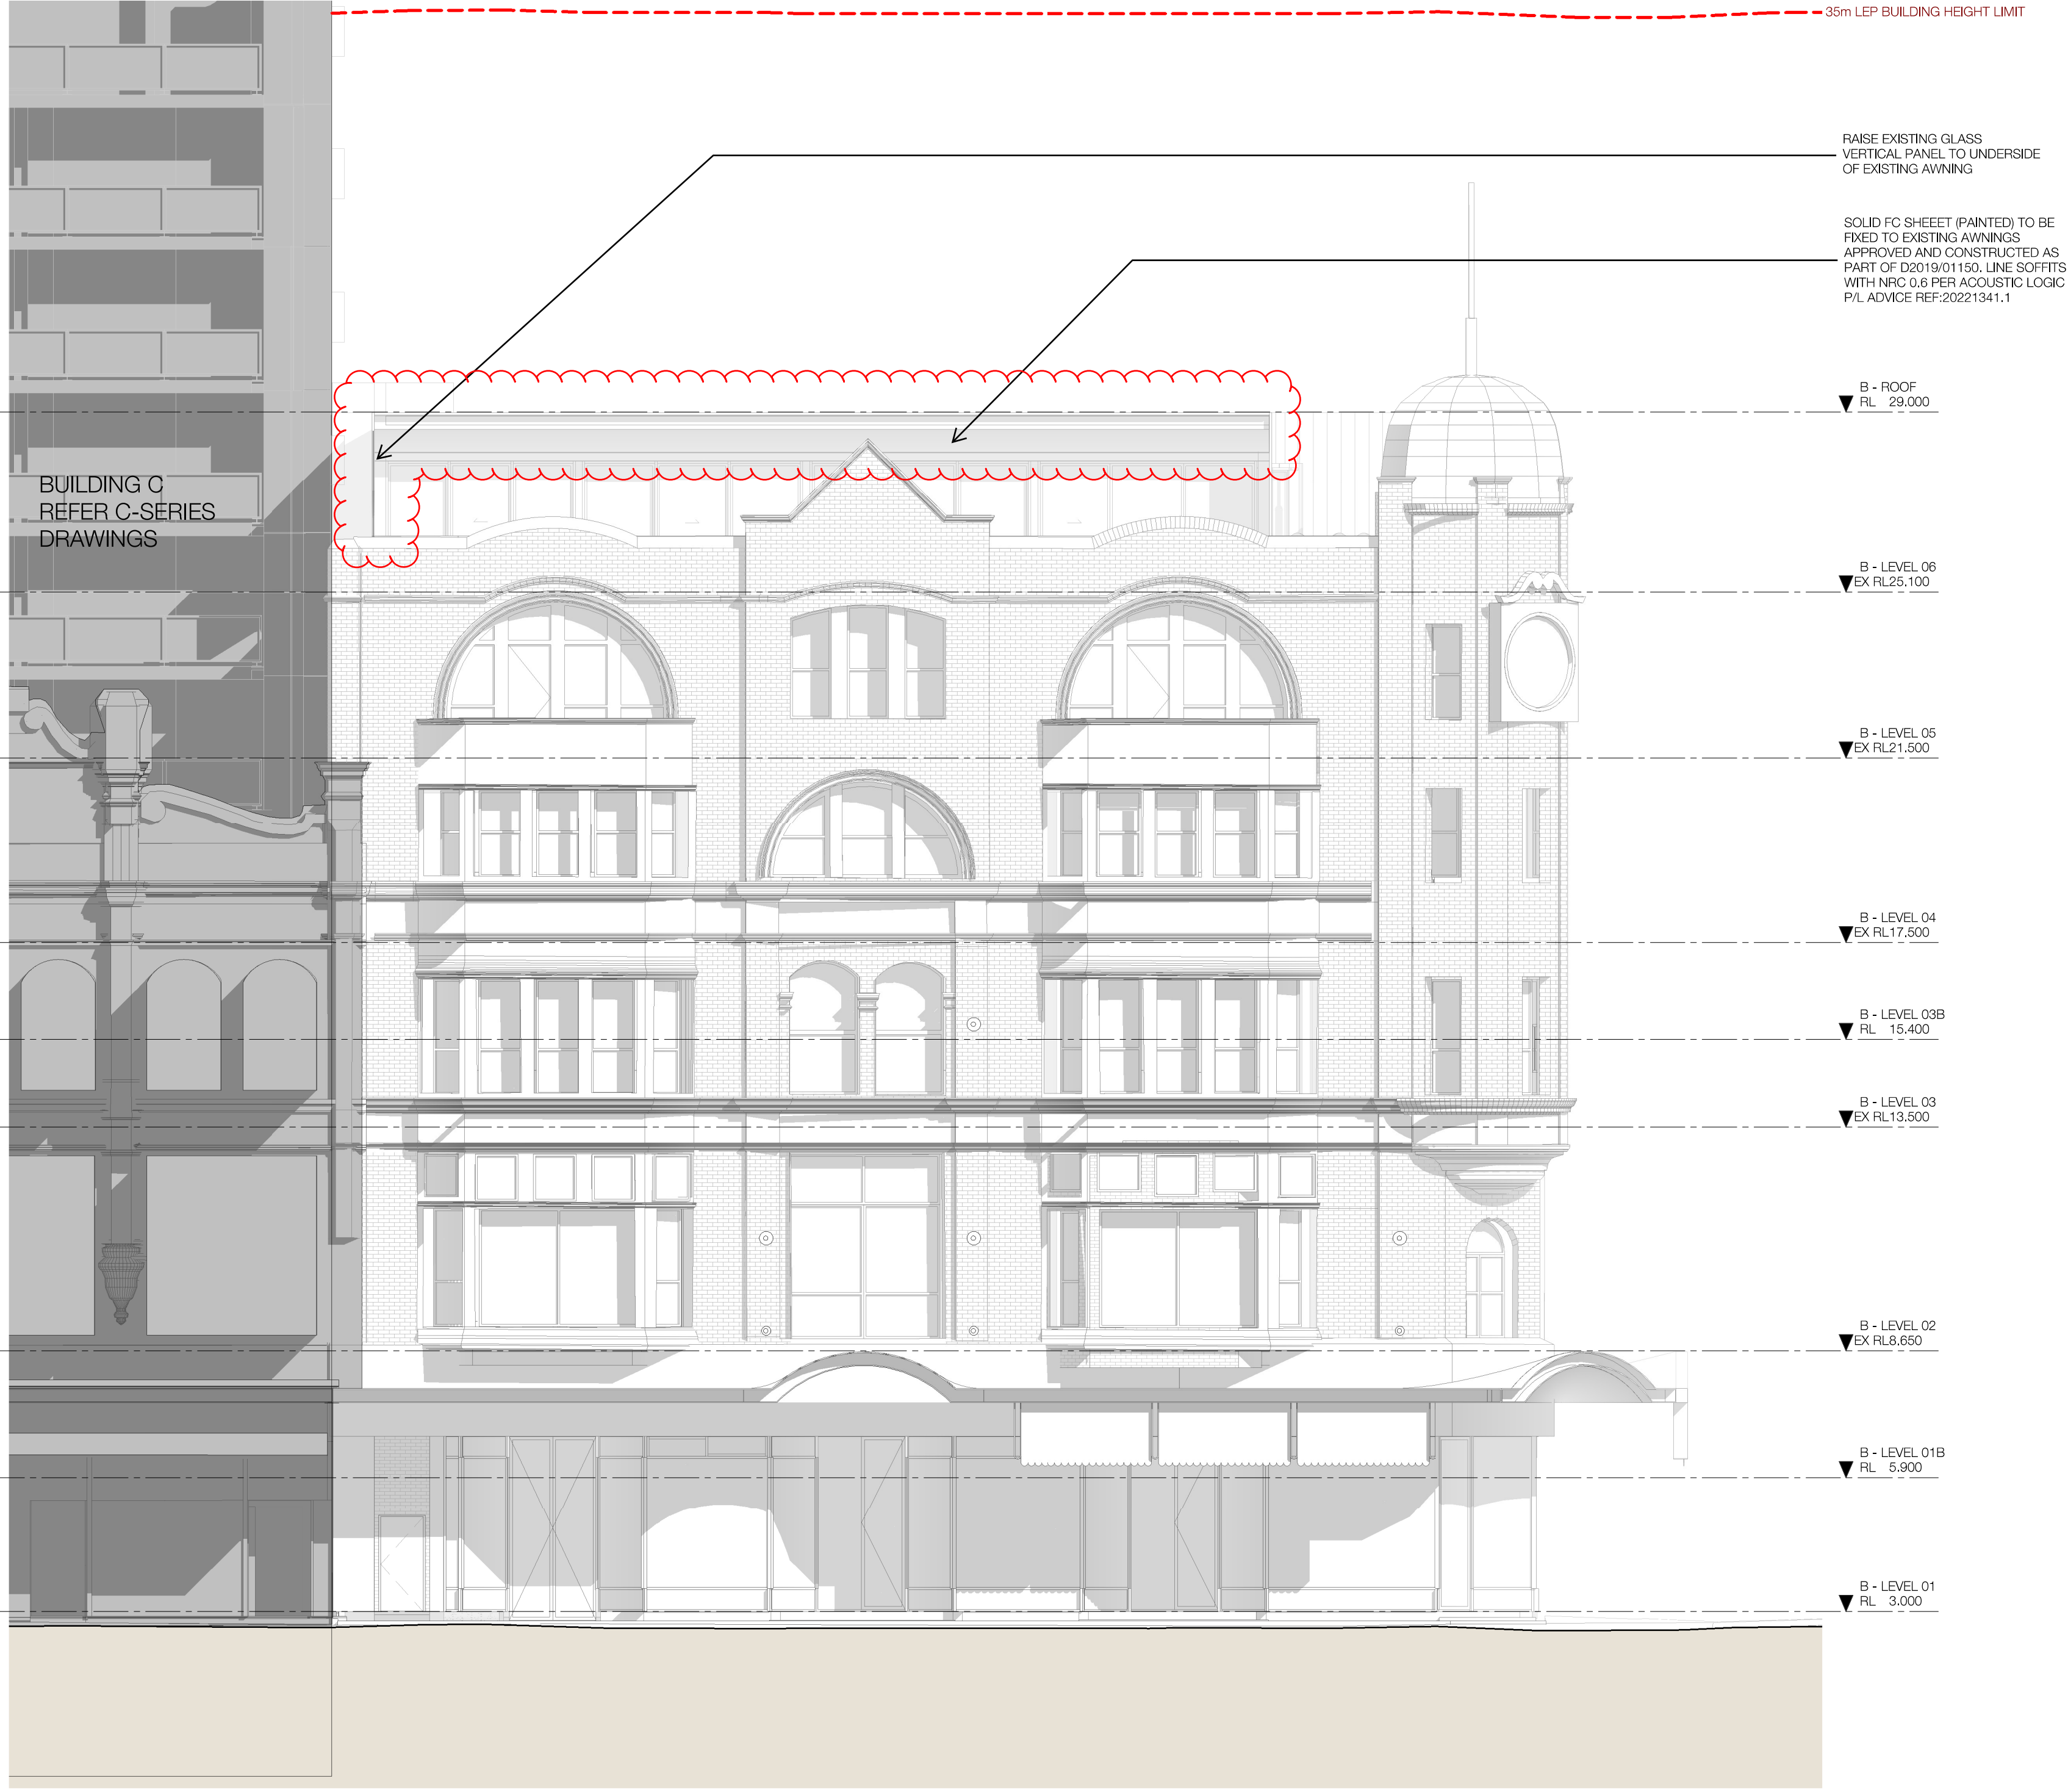 35m LEP BUILDING HEIGHT LIMIT
RAISE EXISTING GLASS
VERTICAL PANEL TO UNDERSIDE
OF EXISTING AWNING
SOLID FC SHEEET (PAINTED) TO BE
FIXED TO EXISTING AWNINGS
APPROVED AND CONSTRUCTED AS
PART OF D2019/01150. LINE SOFFITS
WITH NRC 0.6 PER ACOUSTIC LOGIC
P/L ADVICE REF:20221341.1
B - ROOF
RL 29.000
BUILDING C
REFER C-SERIES
DRAWINGS
B - LEVEL 06
EX RL25.100
B - LEVEL 05
EX RL21.500
B - LEVEL 04
EX RL17.500
B - LEVEL 03B
RL 15.400
B - LEVEL 03
EX RL13.500
B - LEVEL 02
EX RL8.650
B - LEVEL 01B
RL 5.900
B - LEVEL 01
RL 3.000